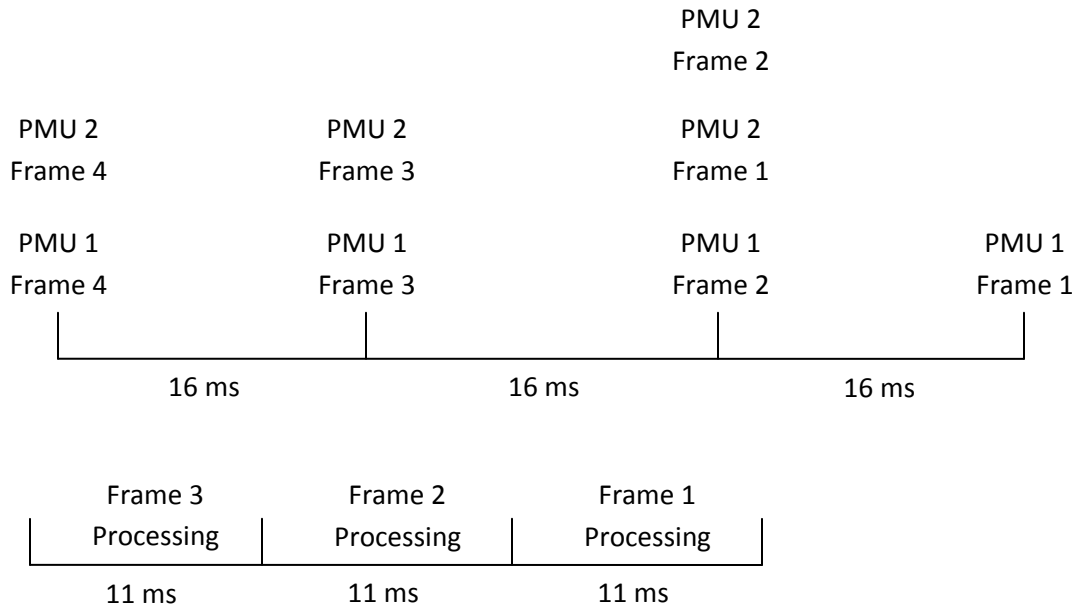 PMU 2
Frame 2
PMU 2 PMU 2 PMU 2
Frame 4 Frame 3 Frame 1
PMU 1 PMU 1 PMU 1 PMU 1
Frame 4 Frame 3 Frame 2 Frame 1
16 ms 16 ms 16 ms
Frame 3 Frame 2 Frame 1
Processing Processing Processing
11 ms 11 ms 11 ms